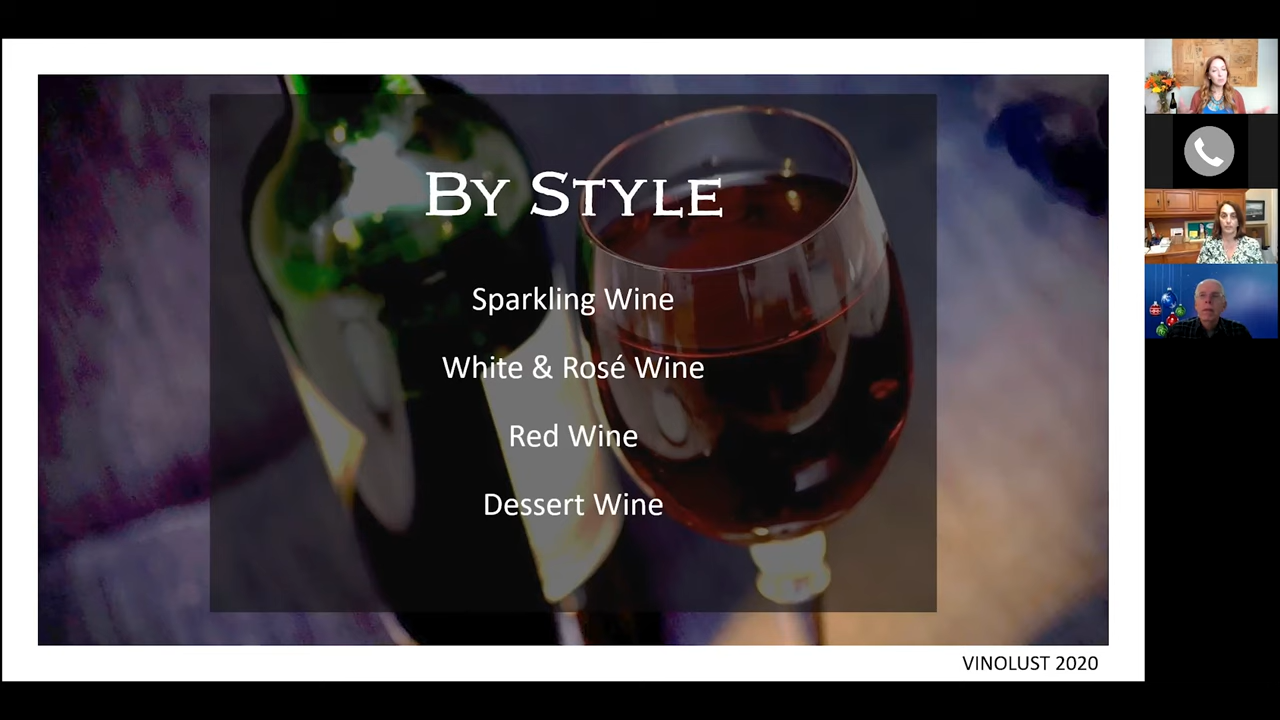 By Style
Sparkling Wine
White & Rosé Wine
Red Wine
Dessert Wine
VINOLUST 2020